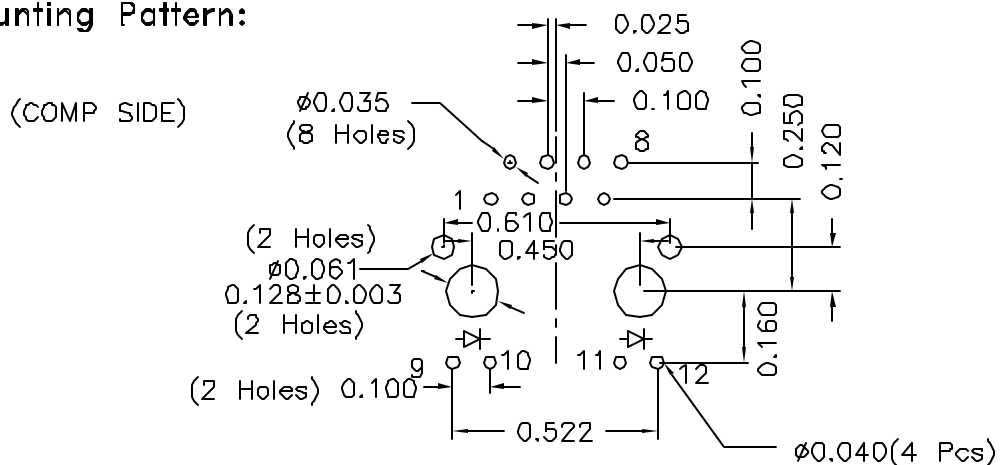 unting Pattern:
0.025
0.050
0.100
(COMP SIDE)
ø0.035
(8 Holes)
8
0.100
0.250
0.120
1
0.610
0.450
(2 Holes)
ø0.061
0.128±0.003
(2 Holes)
0.160
9
10
11
12
(2 Holes) 0.100
0.522
ø0.040(4 Pcs)